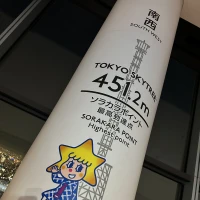 南西
SOUTH WEST
TOKYO SKYTREE
451.2m
ソラカラポイント
最高到達点
SORAKARA POINT
Highest point